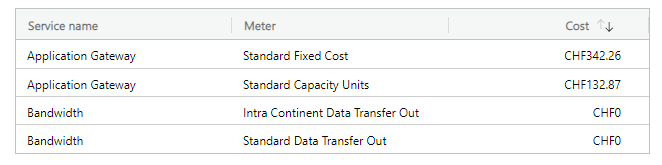 Service name Meter Cost ↑↓
Application Gateway Standard Fixed Cost CHF342.26
Application Gateway Standard Capacity Units CHF132.87
Bandwidth Intra Continent Data Transfer Out CHF0
Bandwidth Standard Data Transfer Out CHF0